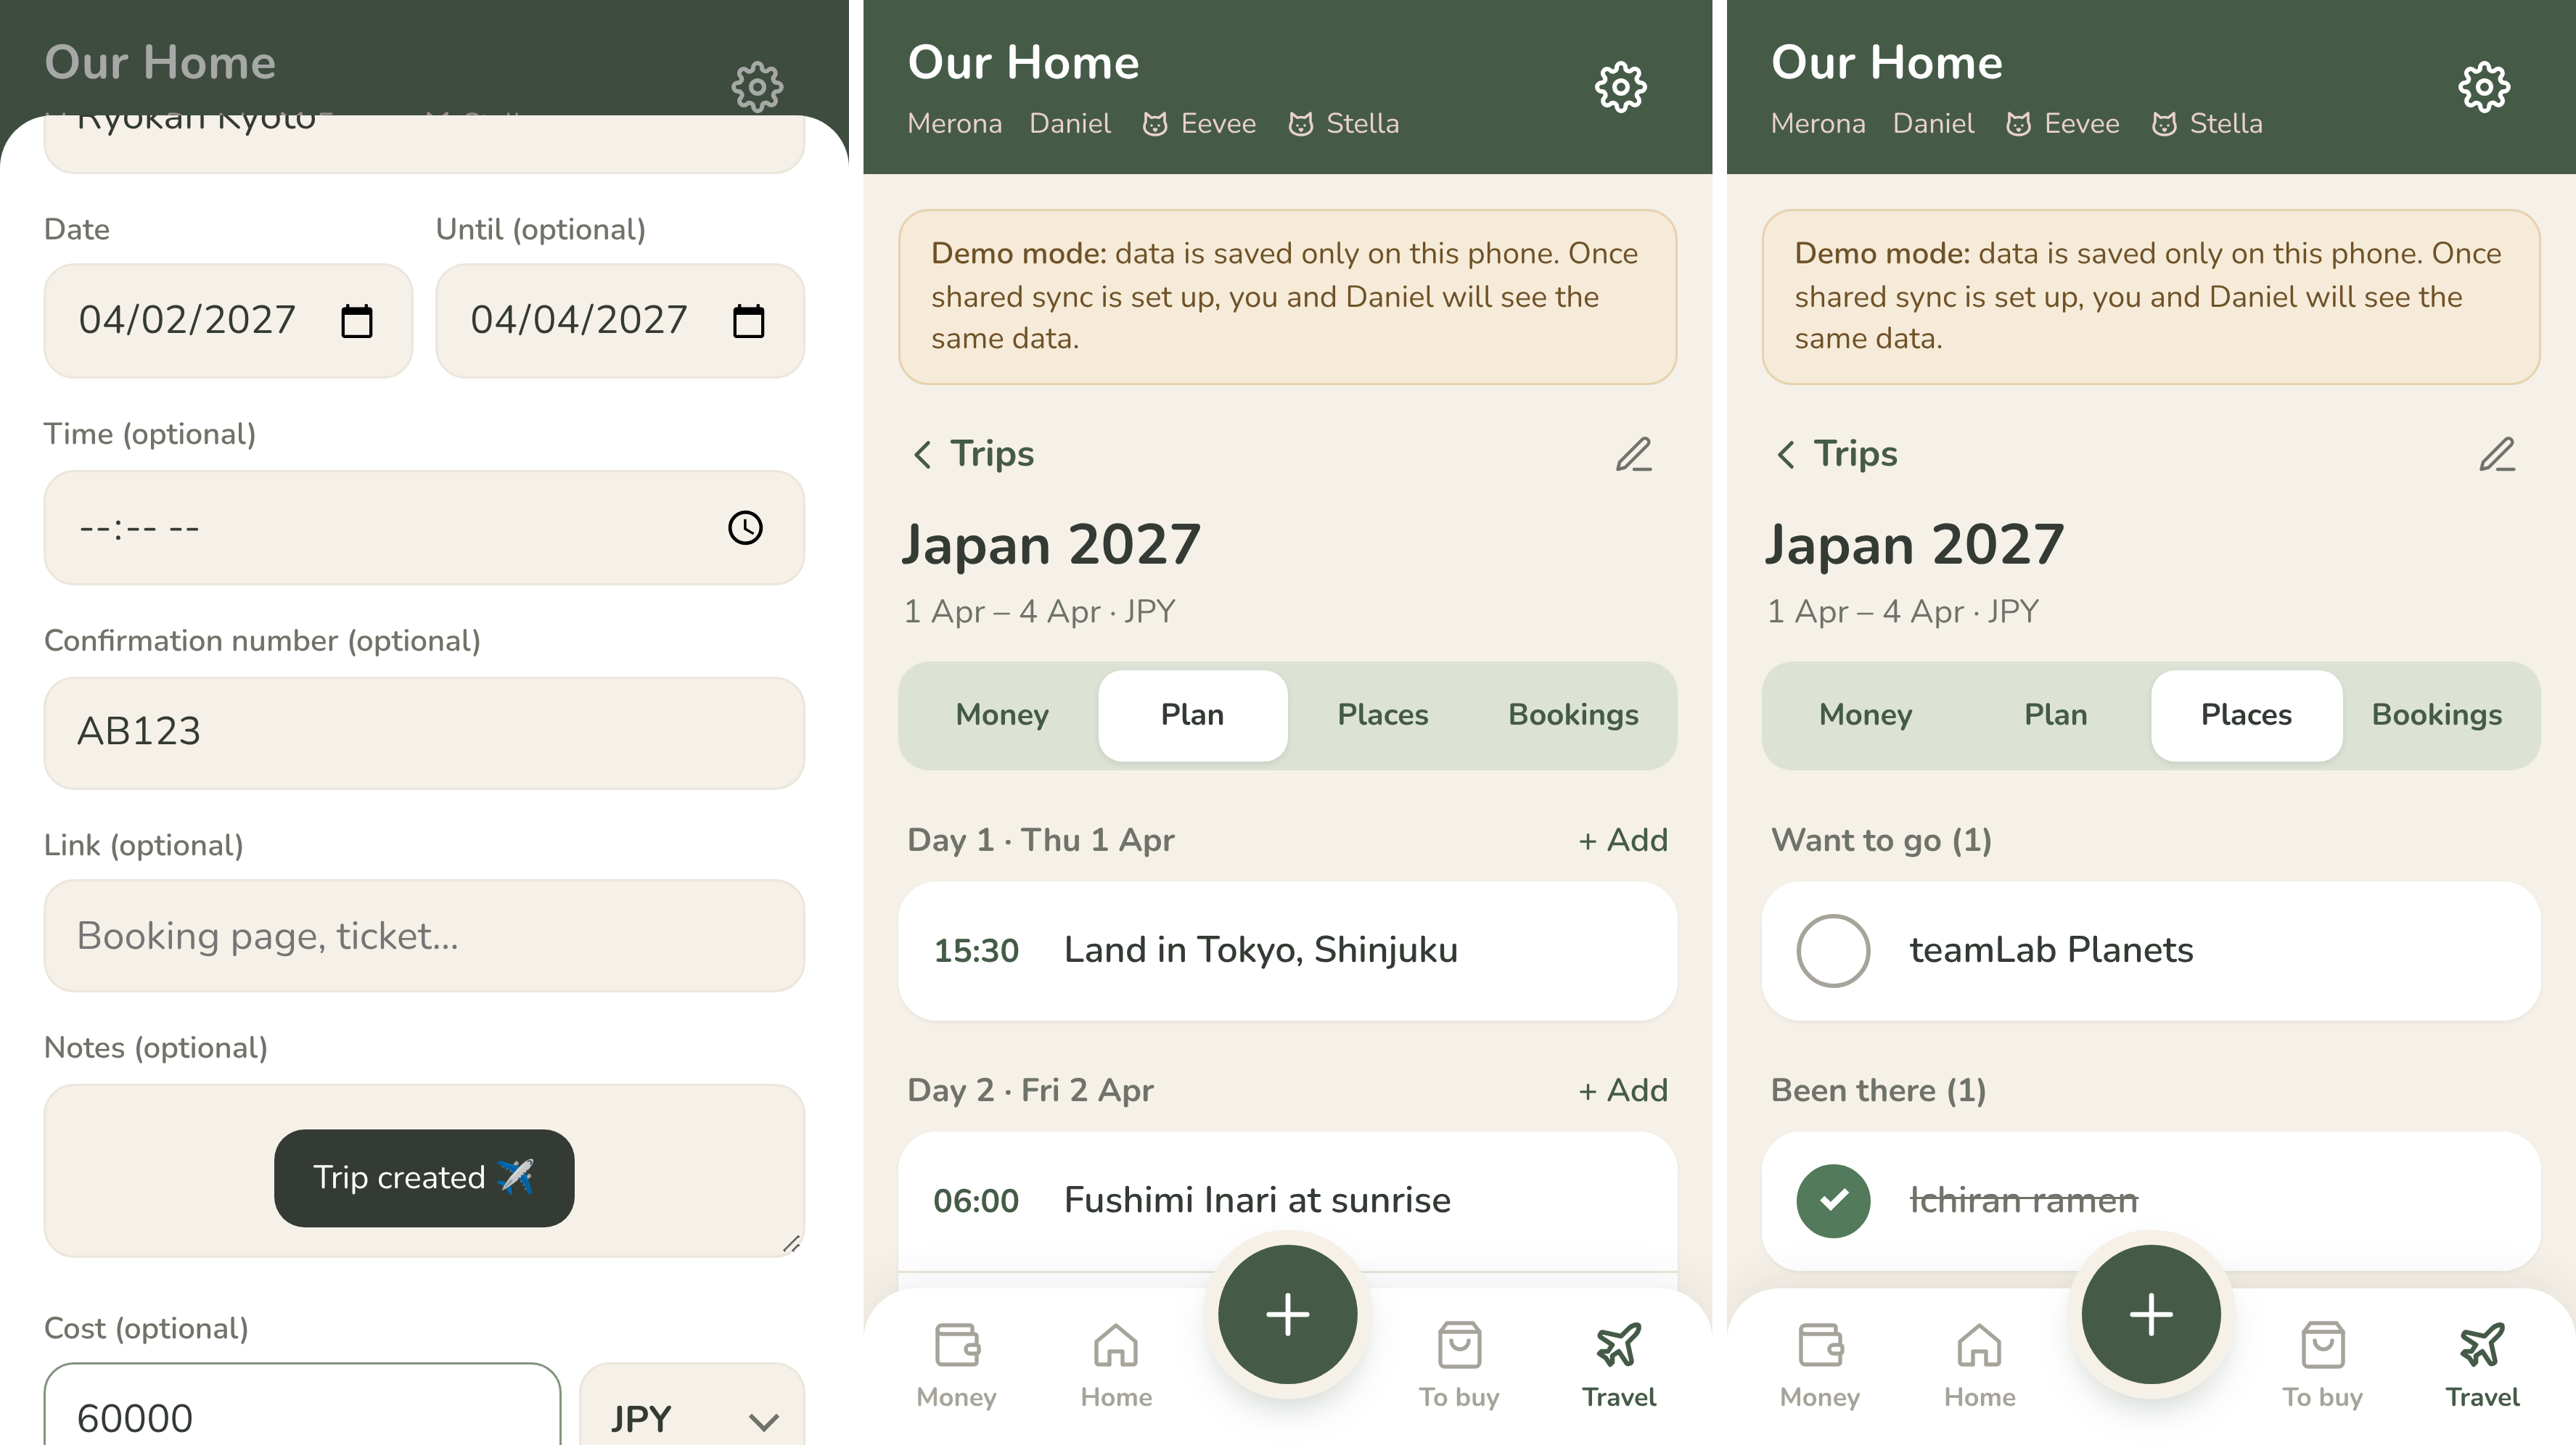 Our Home
Ryokan Kyoto
Date
Until (optional)
04/02/2027
04/04/2027
Time (optional)
--:-- --
Confirmation number (optional)
AB123
Link (optional)
Booking page, ticket...
Notes (optional)
Trip created ✈️
Cost (optional)
60000
JPY
Our Home
Merona Daniel Eevee Stella
Demo mode: data is saved only on this phone. Once
shared sync is set up, you and Daniel will see the
same data.
Trips
Japan 2027
1 Apr – 4 Apr · JPY
Money Plan Places Bookings
Day 1 · Thu 1 Apr
+ Add
15:30 Land in Tokyo, Shinjuku
Day 2 · Fri 2 Apr
+ Add
06:00 Fushimi Inari at sunrise
+
Money Home To buy Travel
Our Home
Merona Daniel Eevee Stella
Demo mode: data is saved only on this phone. Once
shared sync is set up, you and Daniel will see the
same data.
Trips
Japan 2027
1 Apr – 4 Apr · JPY
Money Plan Places Bookings
Want to go (1)
teamLab Planets
Been there (1)
Ichiran ramen
+
Money Home To buy Travel